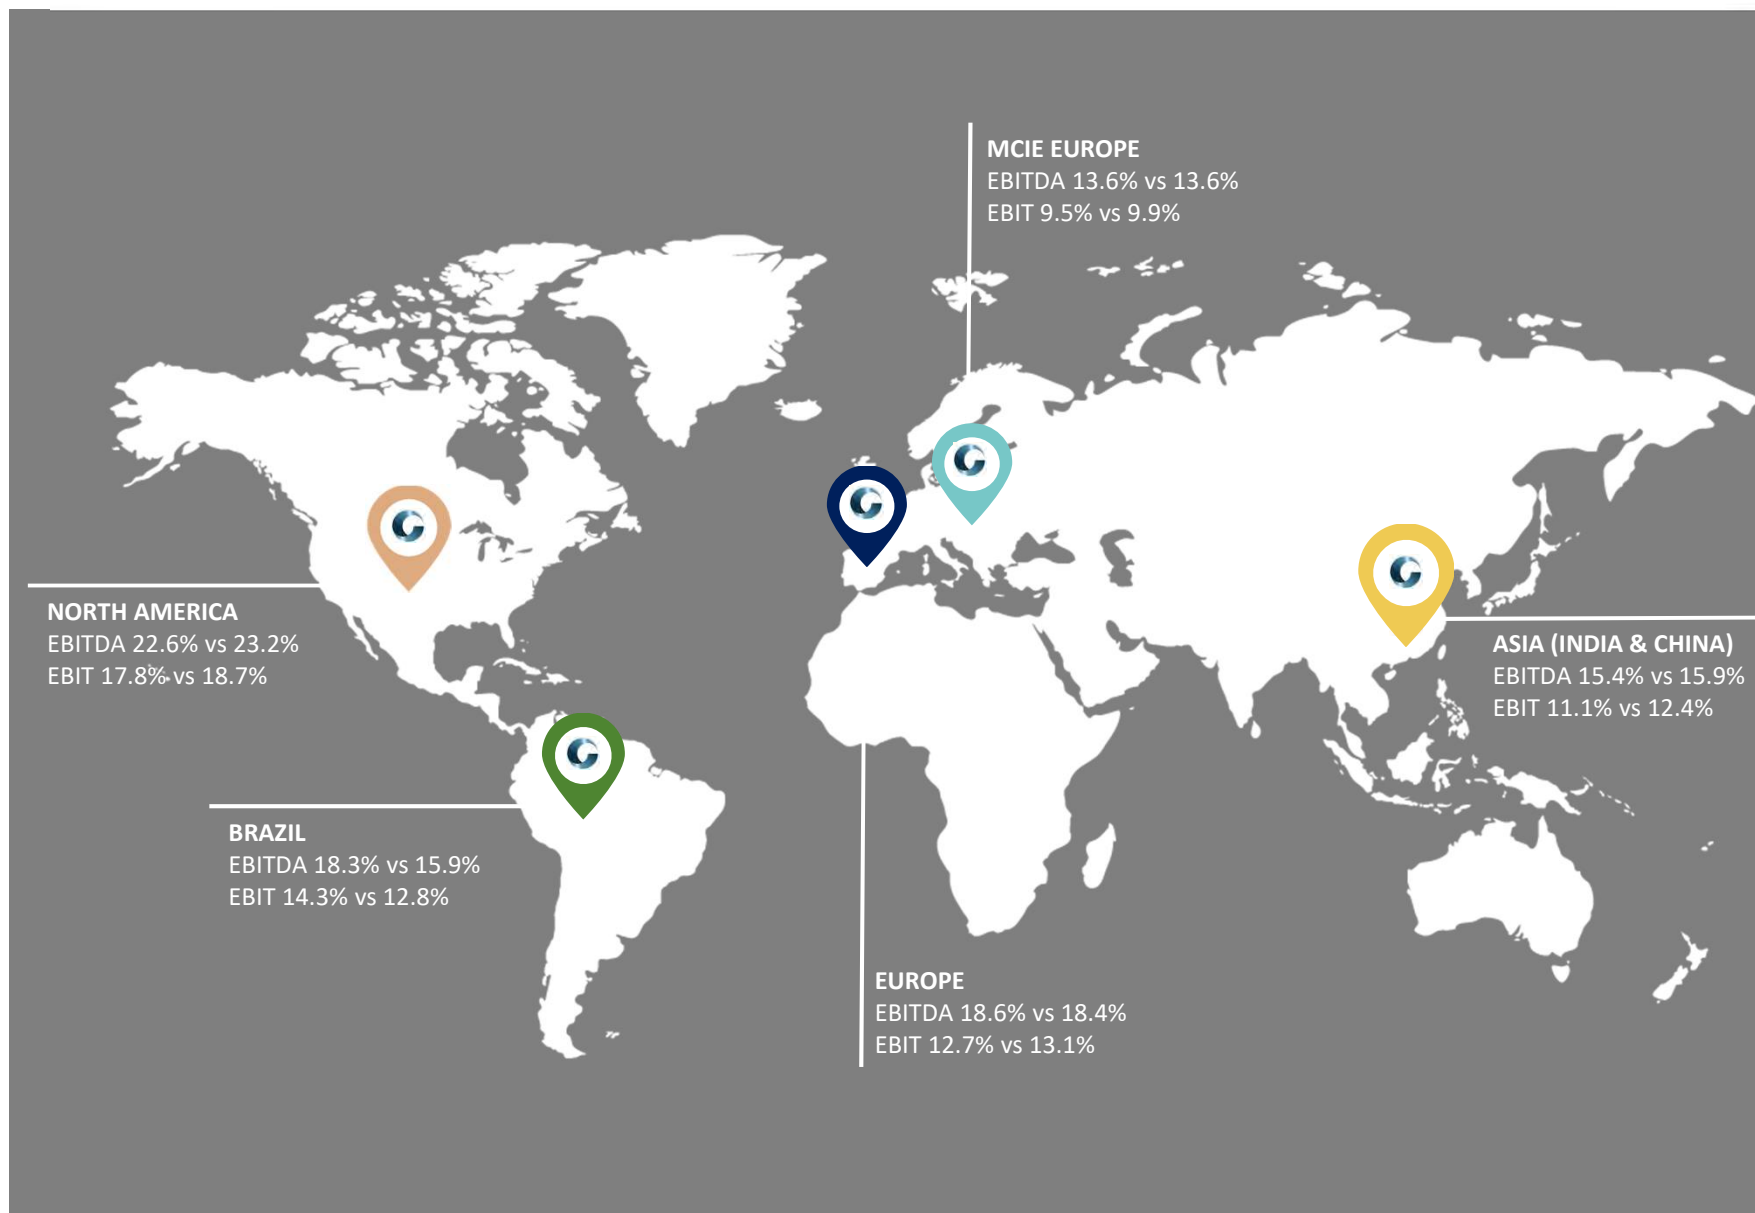 MCIE EUROPE
EBITDA 13.6% vs 13.6%
EBIT 9.5% vs 9.9%
NORTH AMERICA
EBITDA 22.6% vs 23.2%
EBIT 17.8% vs 18.7%
ASIA (INDIA & CHINA)
EBITDA 15.4% vs 15.9%
EBIT 11.1% vs 12.4%
BRAZIL
EBITDA 18.3% vs 15.9%
EBIT 14.3% vs 12.8%
EUROPE
EBITDA 18.6% vs 18.4%
EBIT 12.7% vs 13.1%